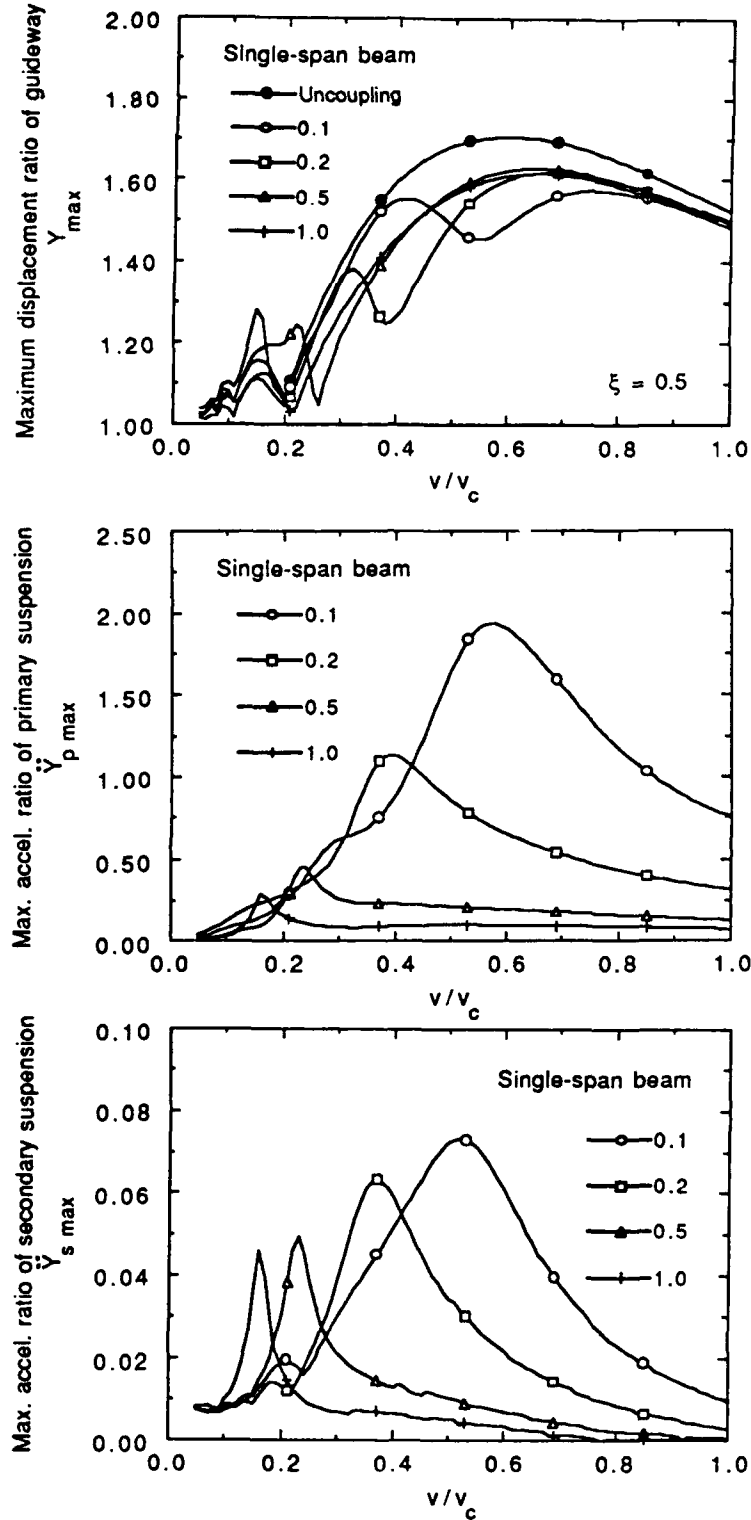 Maximum displacement ratio of guideway
Y max
2.00
1.80
1.60
1.40
1.20
1.00
Single-span beam
Uncoupling
0.1
0.2
0.5
1.0
ξ = 0.5
0.0 0.2 0.4 0.6 0.8 1.0
v/vc
Max. accel. ratio of primary suspension
Ÿp max
2.50
2.00
1.50
1.00
0.50
0.00
Single-span beam
0.1
0.2
0.5
1.0
0.0 0.2 0.4 0.6 0.8 1.0
v/vc
Max. accel. ratio of secondary suspension
Ÿs max
0.10
0.08
0.06
0.04
0.02
0.00
Single-span beam
0.1
0.2
0.5
1.0
0.0 0.2 0.4 0.6 0.8 1.0
v/vc